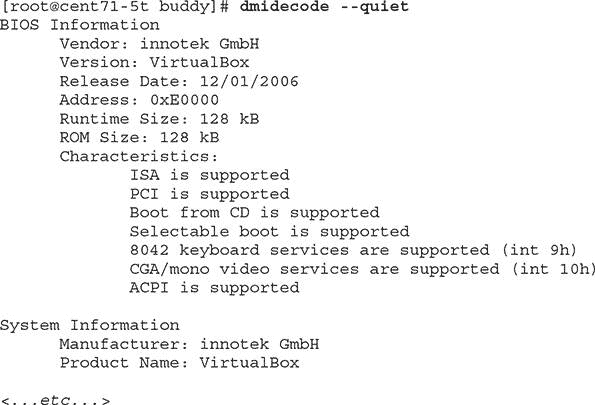 [root@cent71-5t buddy]# dmidecode --quiet
BIOS Information
Vendor: innotek GmbH
Version: VirtualBox
Release Date: 12/01/2006
Address: 0xE0000
Runtime Size: 128 kB
ROM Size: 128 kB
Characteristics:
ISA is supported
PCI is supported
Boot from CD is supported
Selectable boot is supported
8042 keyboard services are supported (int 9h)
CGA/mono video services are supported (int 10h)
ACPI is supported
System Information
Manufacturer: innotek GmbH
Product Name: VirtualBox
<...etc...>